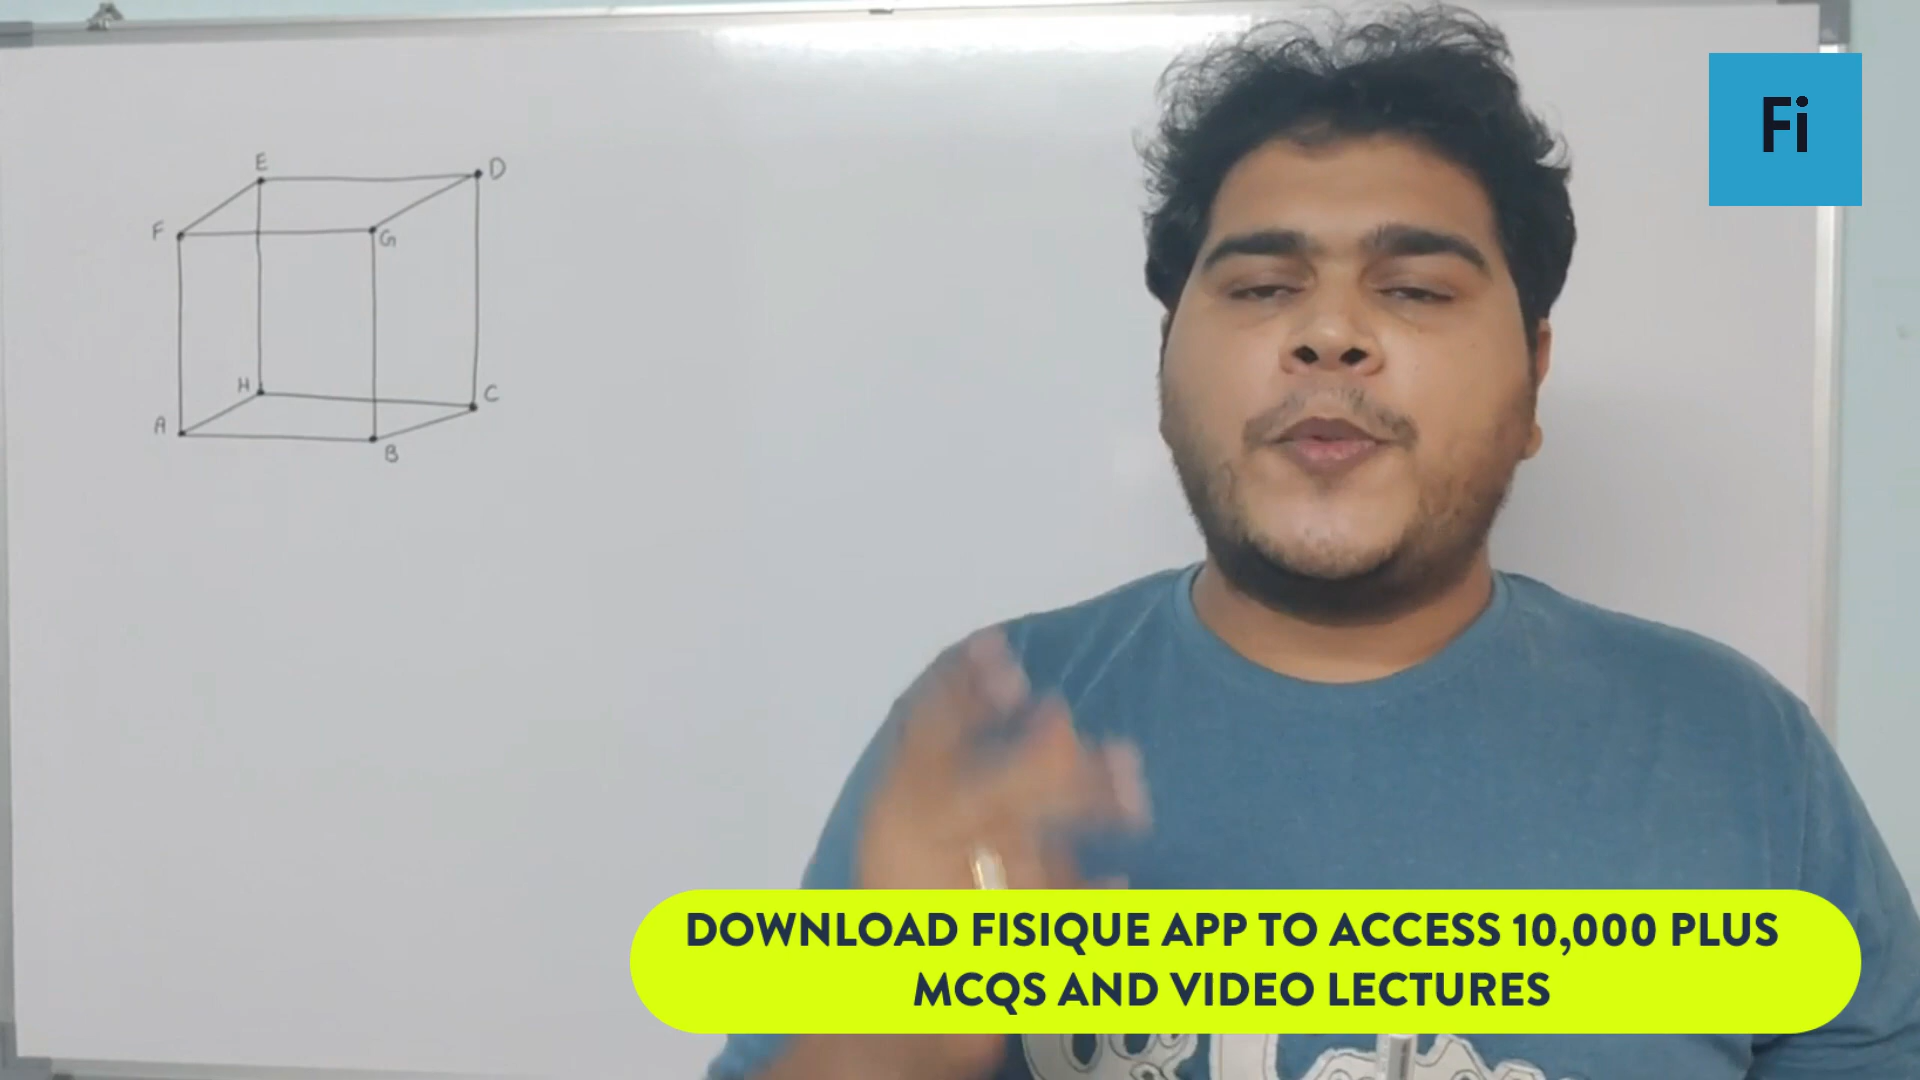 E
D
F
G
H
C
A
B
Fi
DOWNLOAD FISIQUE APP TO ACCESS 10,000 PLUS
MCQS AND VIDEO LECTURES